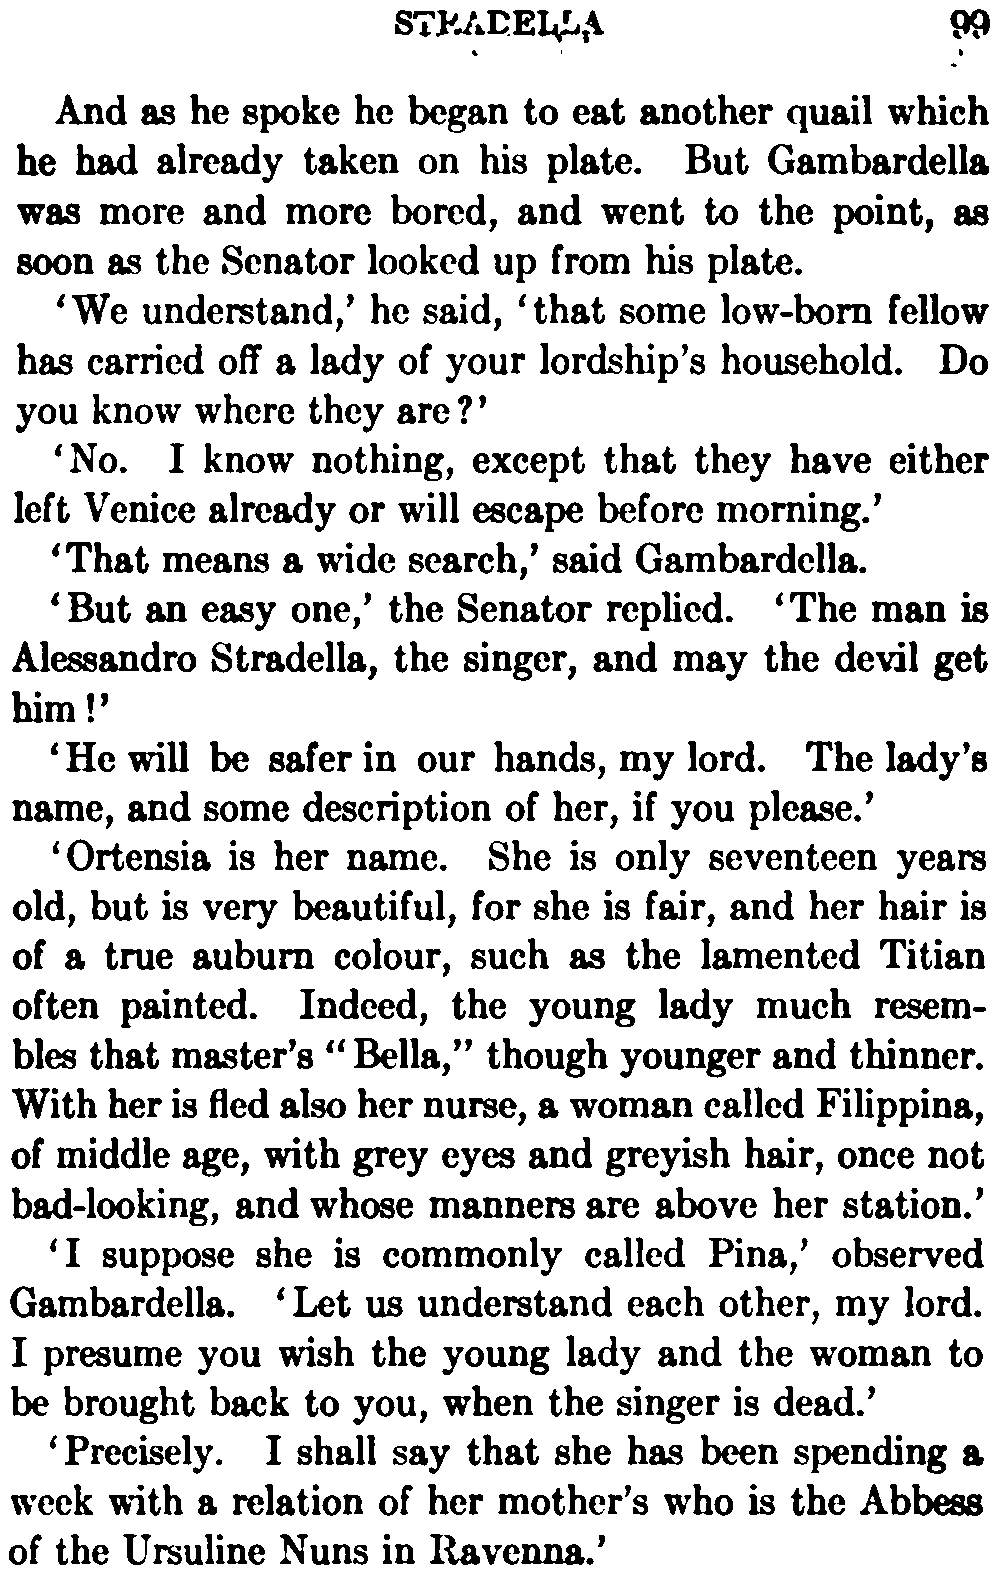 STRADELLA 99
And as he spoke he began to eat another quail which
he had already taken on his plate. But Gambardella
was more and more bored, and went to the point, as
soon as the Senator looked up from his plate.
‘We understand,’ he said, ‘that some low-born fellow
has carried off a lady of your lordship’s household. Do
you know where they are?’
‘No. I know nothing, except that they have either
left Venice already or will escape before morning.’
‘That means a wide search,’ said Gambardella.
‘But an easy one,’ the Senator replied. ‘The man is
Alessandro Stradella, the singer, and may the devil get
him!’
‘He will be safer in our hands, my lord. The lady’s
name, and some description of her, if you please.’
‘Ortensia is her name. She is only seventeen years
old, but is very beautiful, for she is fair, and her hair is
of a true auburn colour, such as the lamented Titian
often painted. Indeed, the young lady much resem-
bles that master’s “Bella,” though younger and thinner.
With her is fled also her nurse, a woman called Filippina,
of middle age, with grey eyes and greyish hair, once not
bad-looking, and whose manners are above her station.’
‘I suppose she is commonly called Pina,’ observed
Gambardella. ‘Let us understand each other, my lord.
I presume you wish the young lady and the woman to
be brought back to you, when the singer is dead.’
‘Precisely. I shall say that she has been spending a
week with a relation of her mother’s who is the Abbess
of the Ursuline Nuns in Ravenna.’